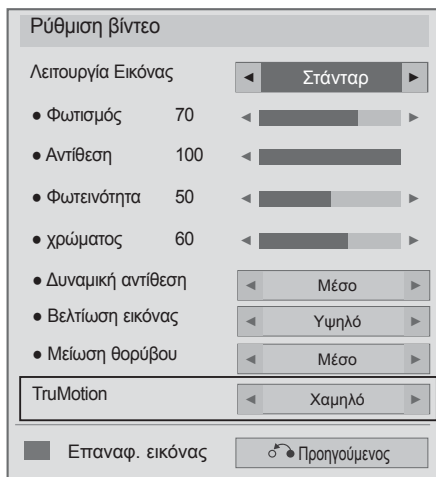 Ρύθμιση βίντεο
Λειτουργία Εικόνας ◄ Στάνταρ ►
● Φωτισμός 70 ◄ ►
● Αντίθεση 100 ◄
● Φωτεινότητα 50 ◄ ►
● χρώματος 60 ◄ ►
● Δυναμική αντίθεση ◄ Μέσο ►
● Βελτίωση εικόνας ◄ Υψηλό ►
● Μείωση θορύβου ◄ Μέσο ►
TruMotion ◄ Χαμηλό ►
Επαναφ. εικόνας Προηγούμενος